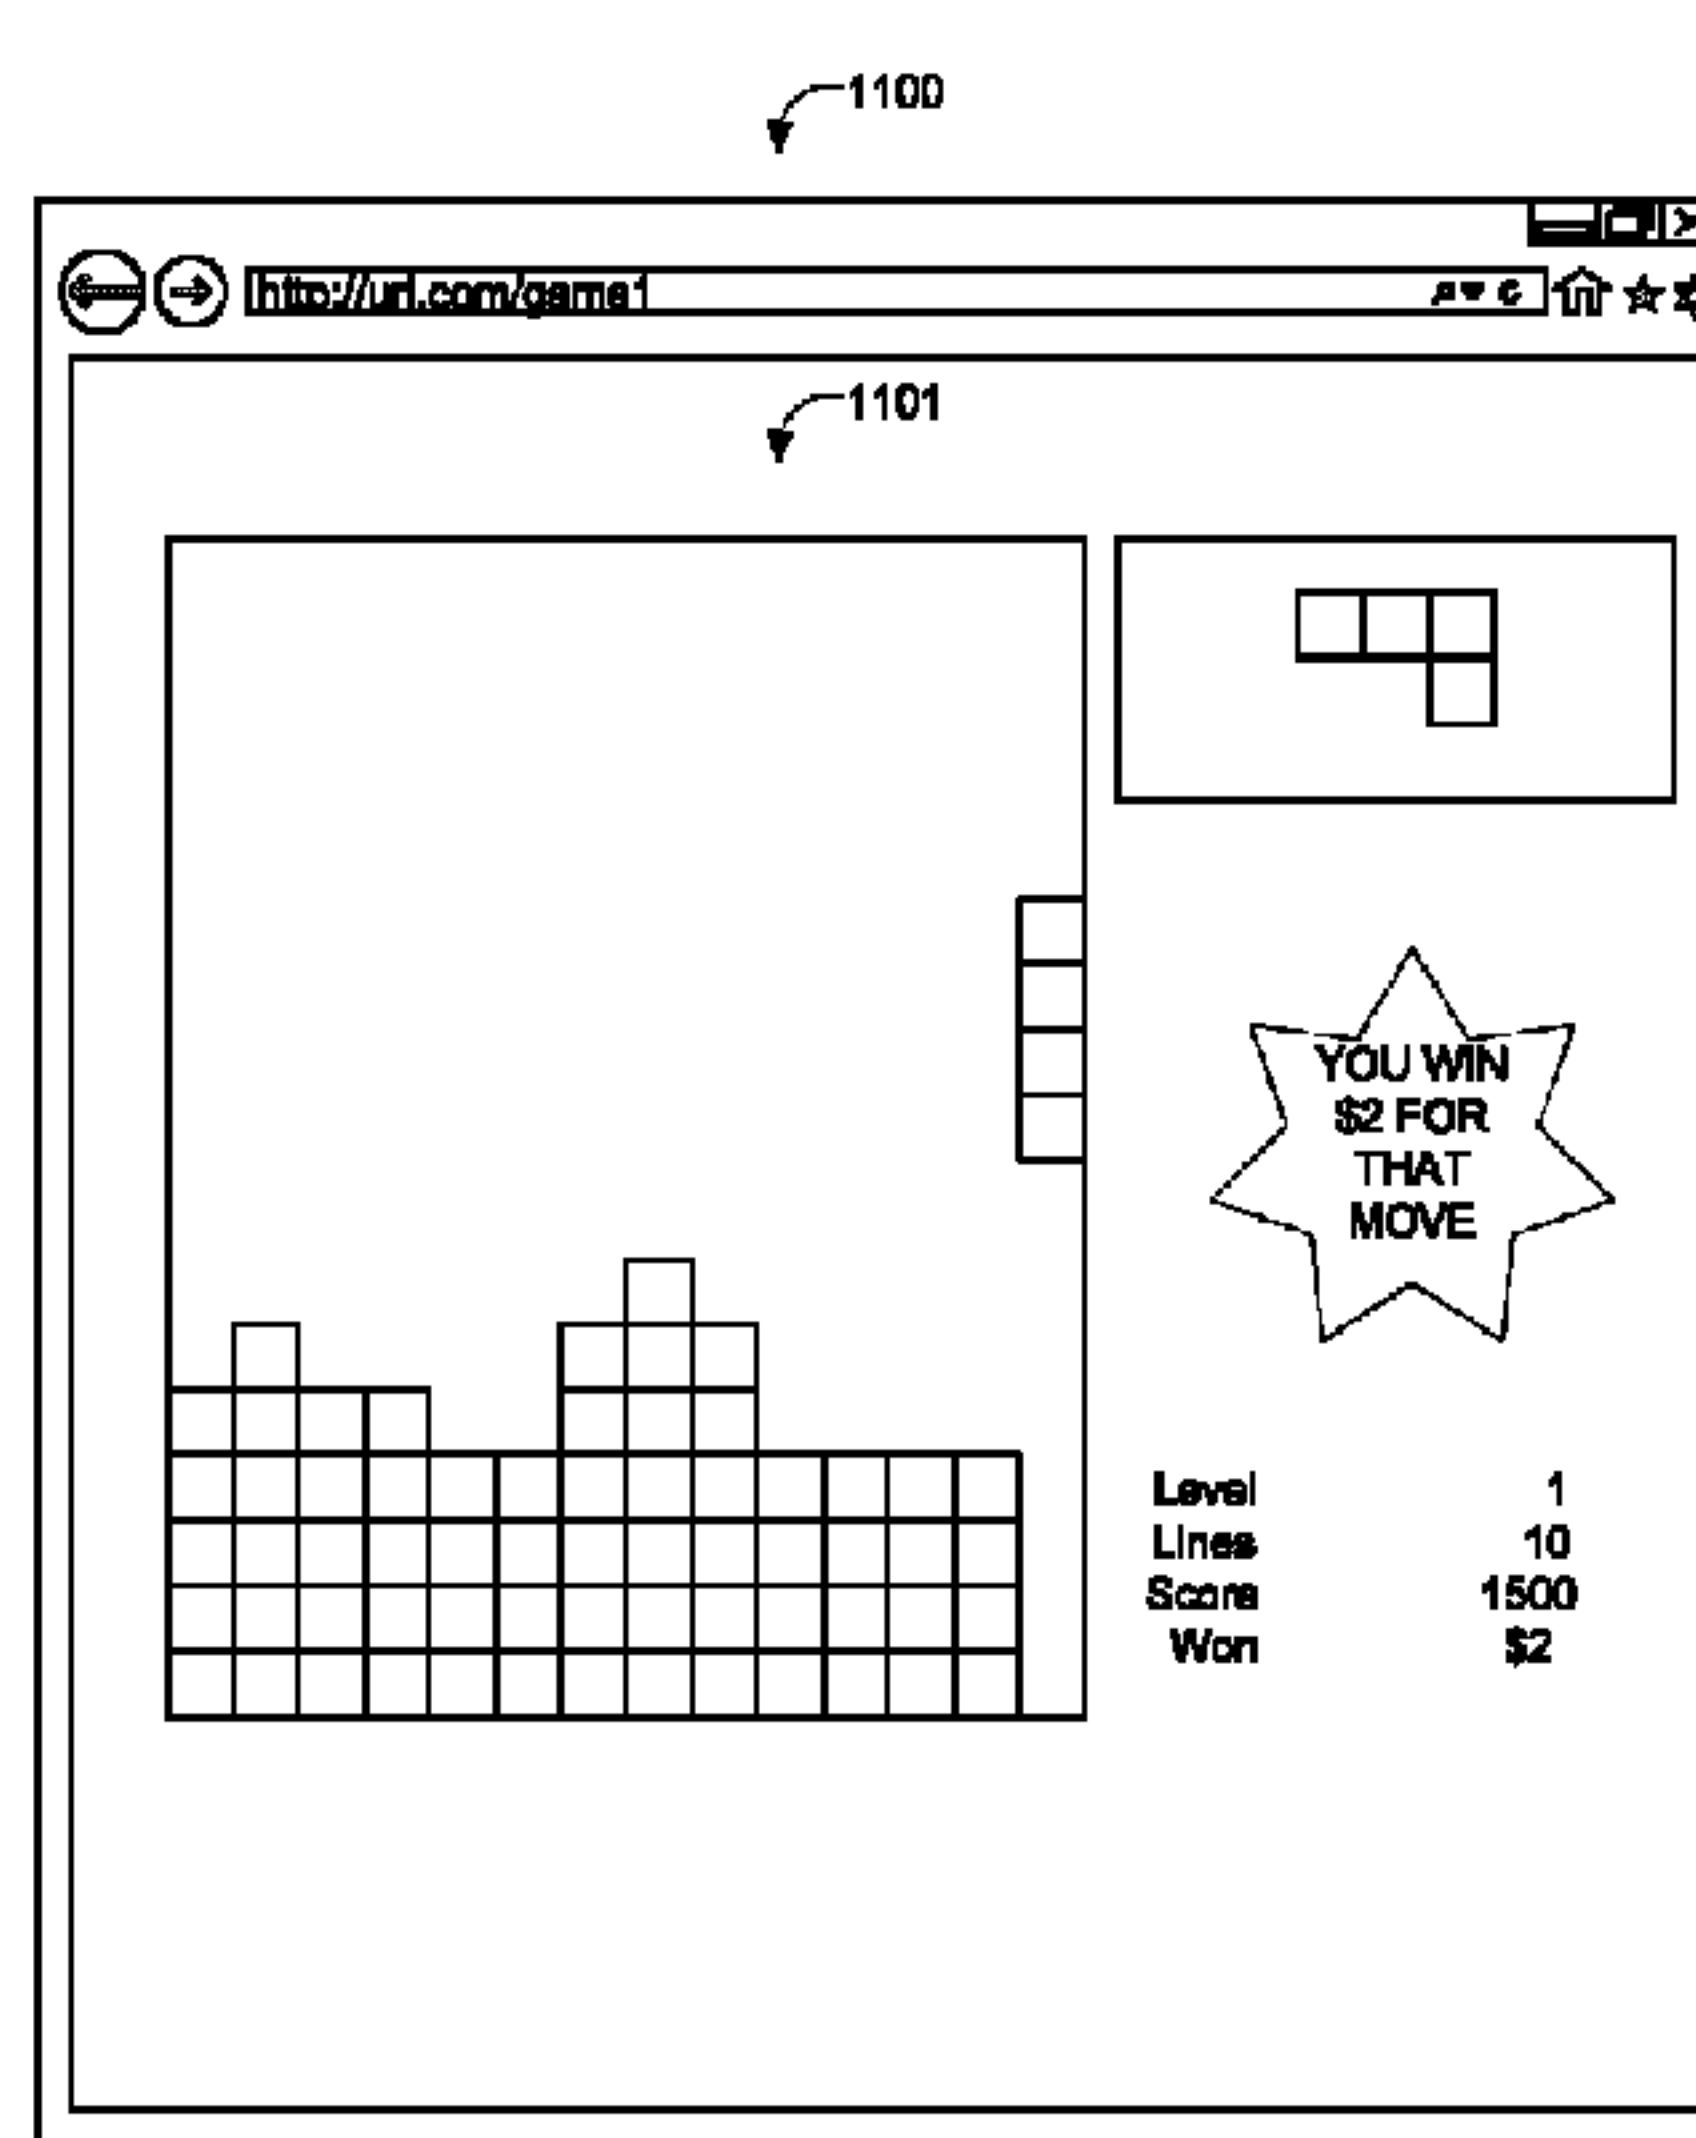 1100
http://url.com/game1
1101
YOU WIN
$2 FOR
THAT
MOVE
Level 1
Lines 10
Score 1500
Won $2